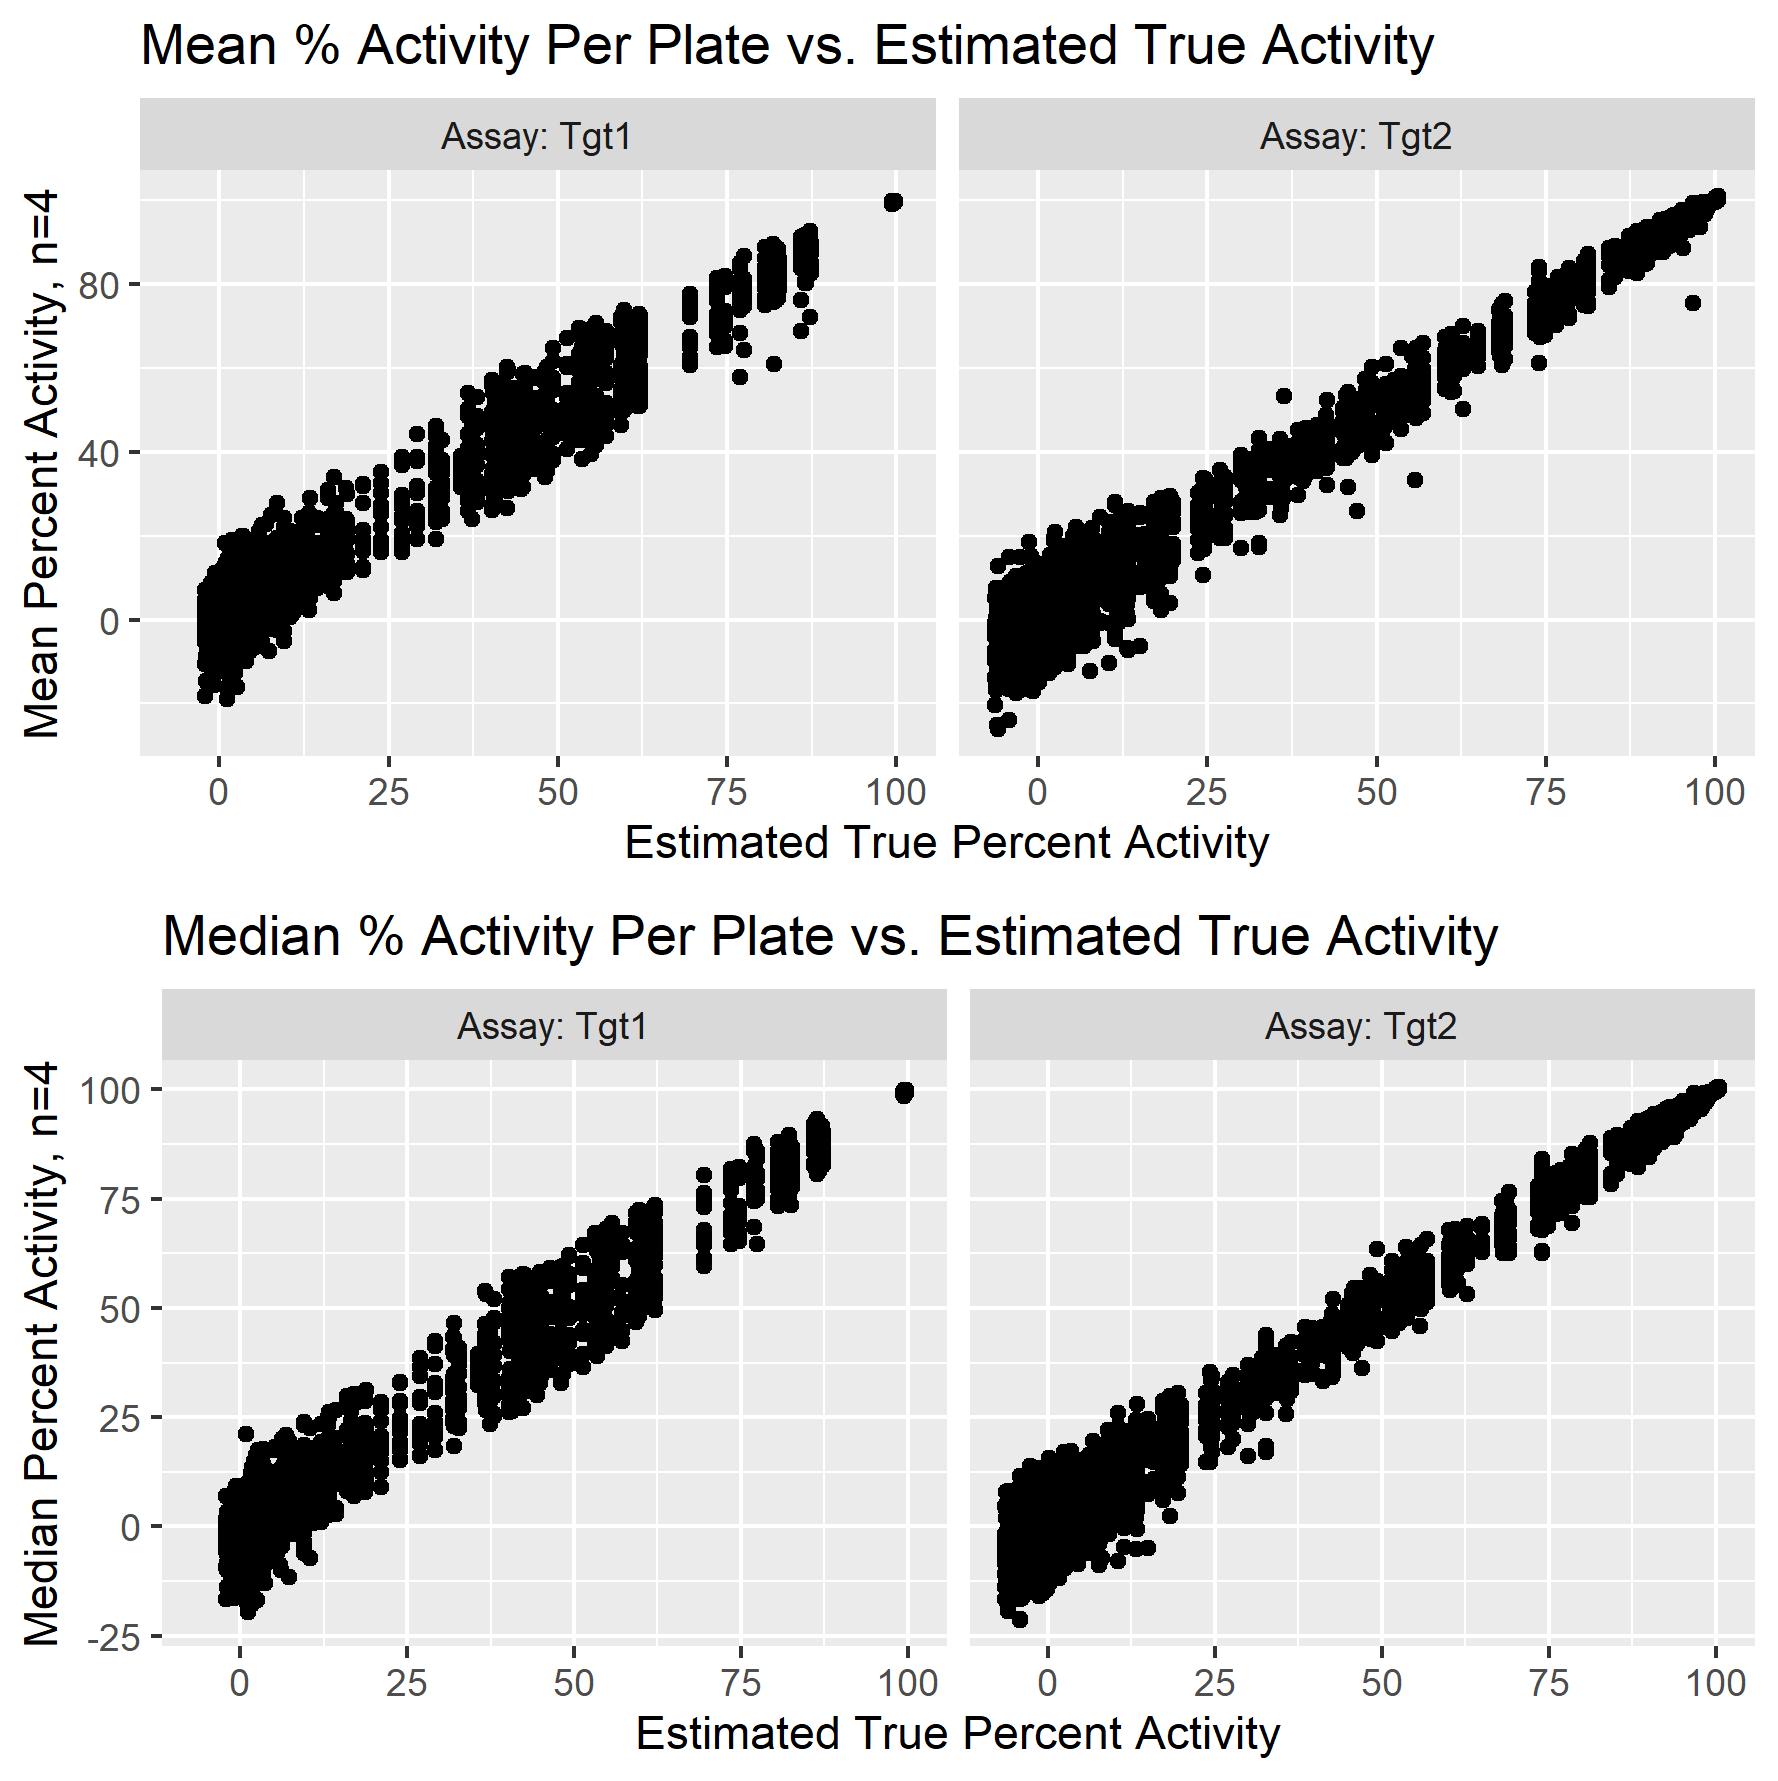 Mean % Activity Per Plate vs. Estimated True Activity
Assay: Tgt1 Assay: Tgt2
Mean Percent Activity, n=4
80
40
0
0 25 50 75 100 0 25 50 75 100
Estimated True Percent Activity
Median % Activity Per Plate vs. Estimated True Activity
Assay: Tgt1 Assay: Tgt2
Median Percent Activity, n=4
100
75
50
25
0
-25
0 25 50 75 100 0 25 50 75 100
Estimated True Percent Activity